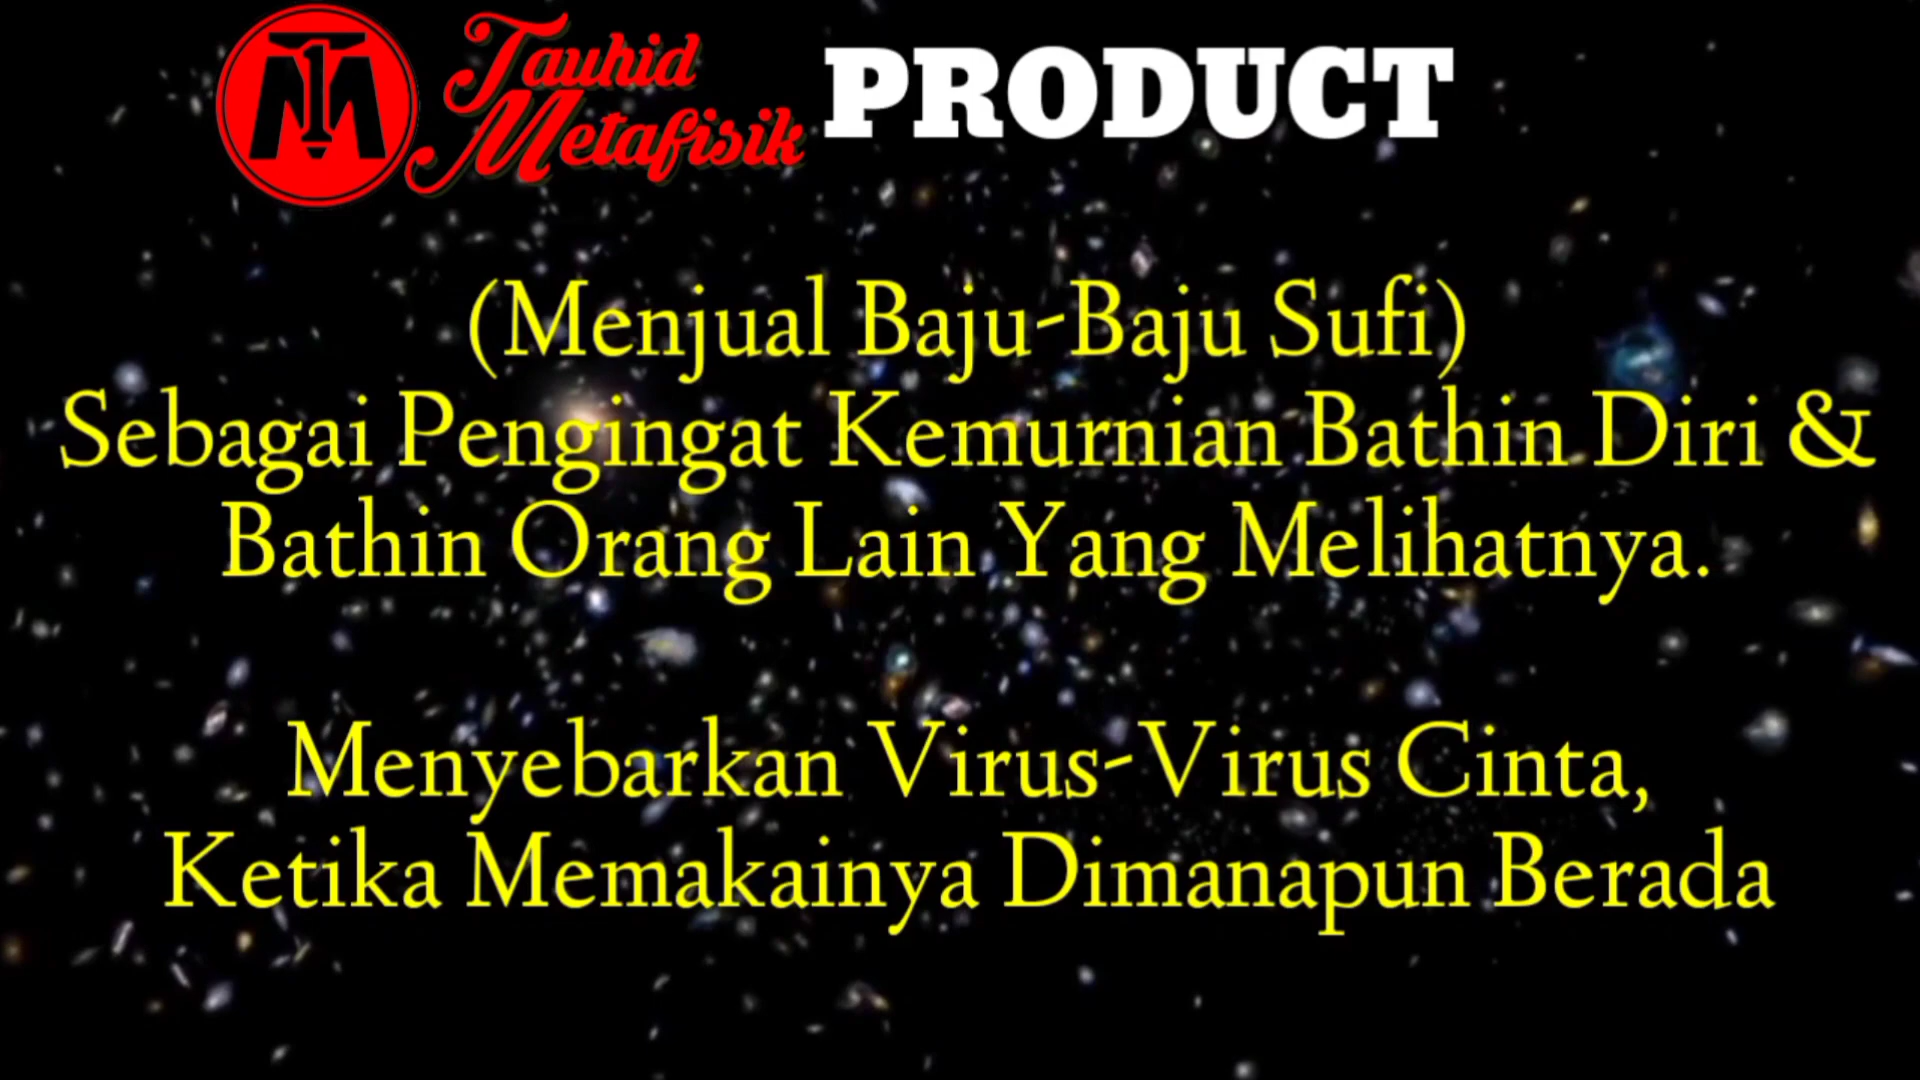 Tauhid Metafisik PRODUCT
(Menjual Baju-Baju Sufi)
Sebagai Pengingat Kemurnian Bathin Diri &
Bathin Orang Lain Yang Melihatnya.
Menyebarkan Virus-Virus Cinta,
Ketika Memakainya Dimanapun Berada